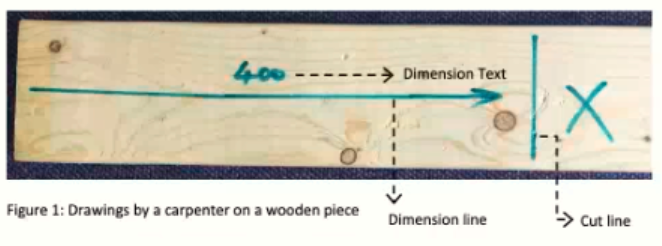 400
Dimension Text
X
Figure 1: Drawings by a carpenter on a wooden piece
Dimension line
Cut line